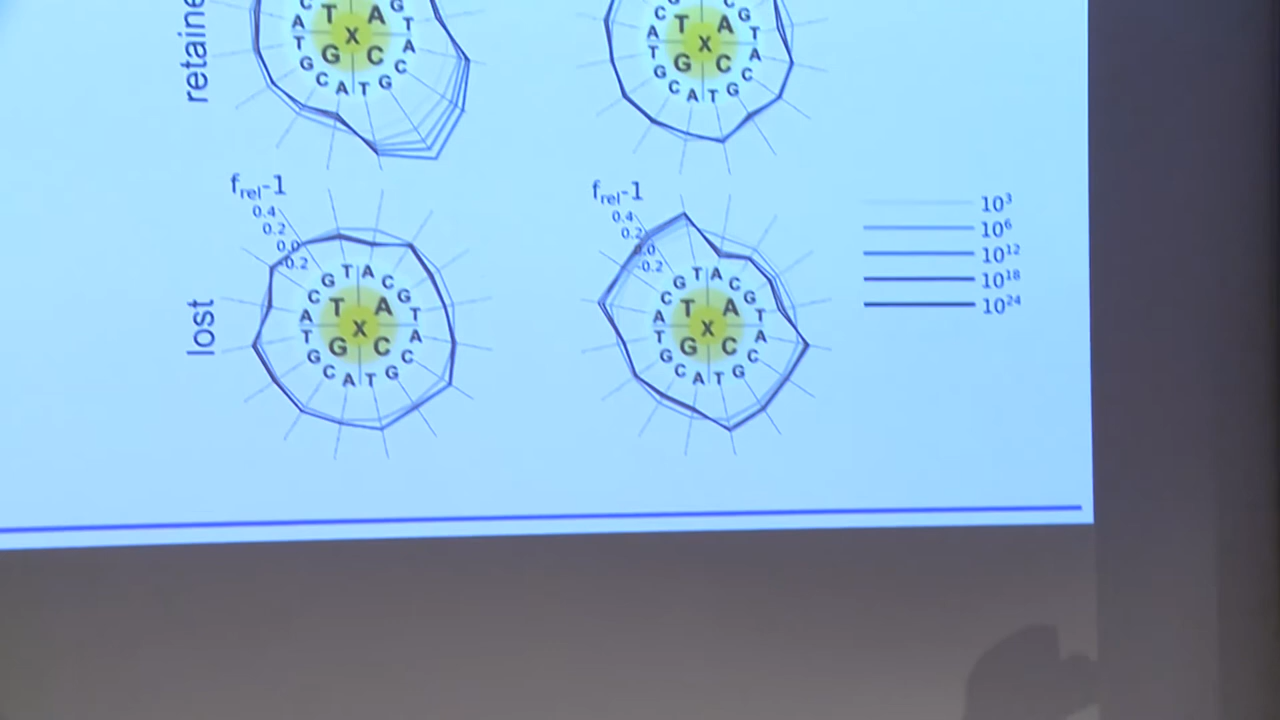 retaine
C T A G
A X T
T G C A
G C A T G C
C T A C G
A X T
T G C A
G C A T G C
lost
f_rel-1
0.4
0.2
0.0
-0.2
G T A C
C T A G
A X T
T G C A
G C A T G C
f_rel-1
0.4
0.2
0.0
-0.2
G T A C
C T A G
A X T
T G C A
G C A T G C
10³
10⁶
10¹²
10¹⁸
10²⁴